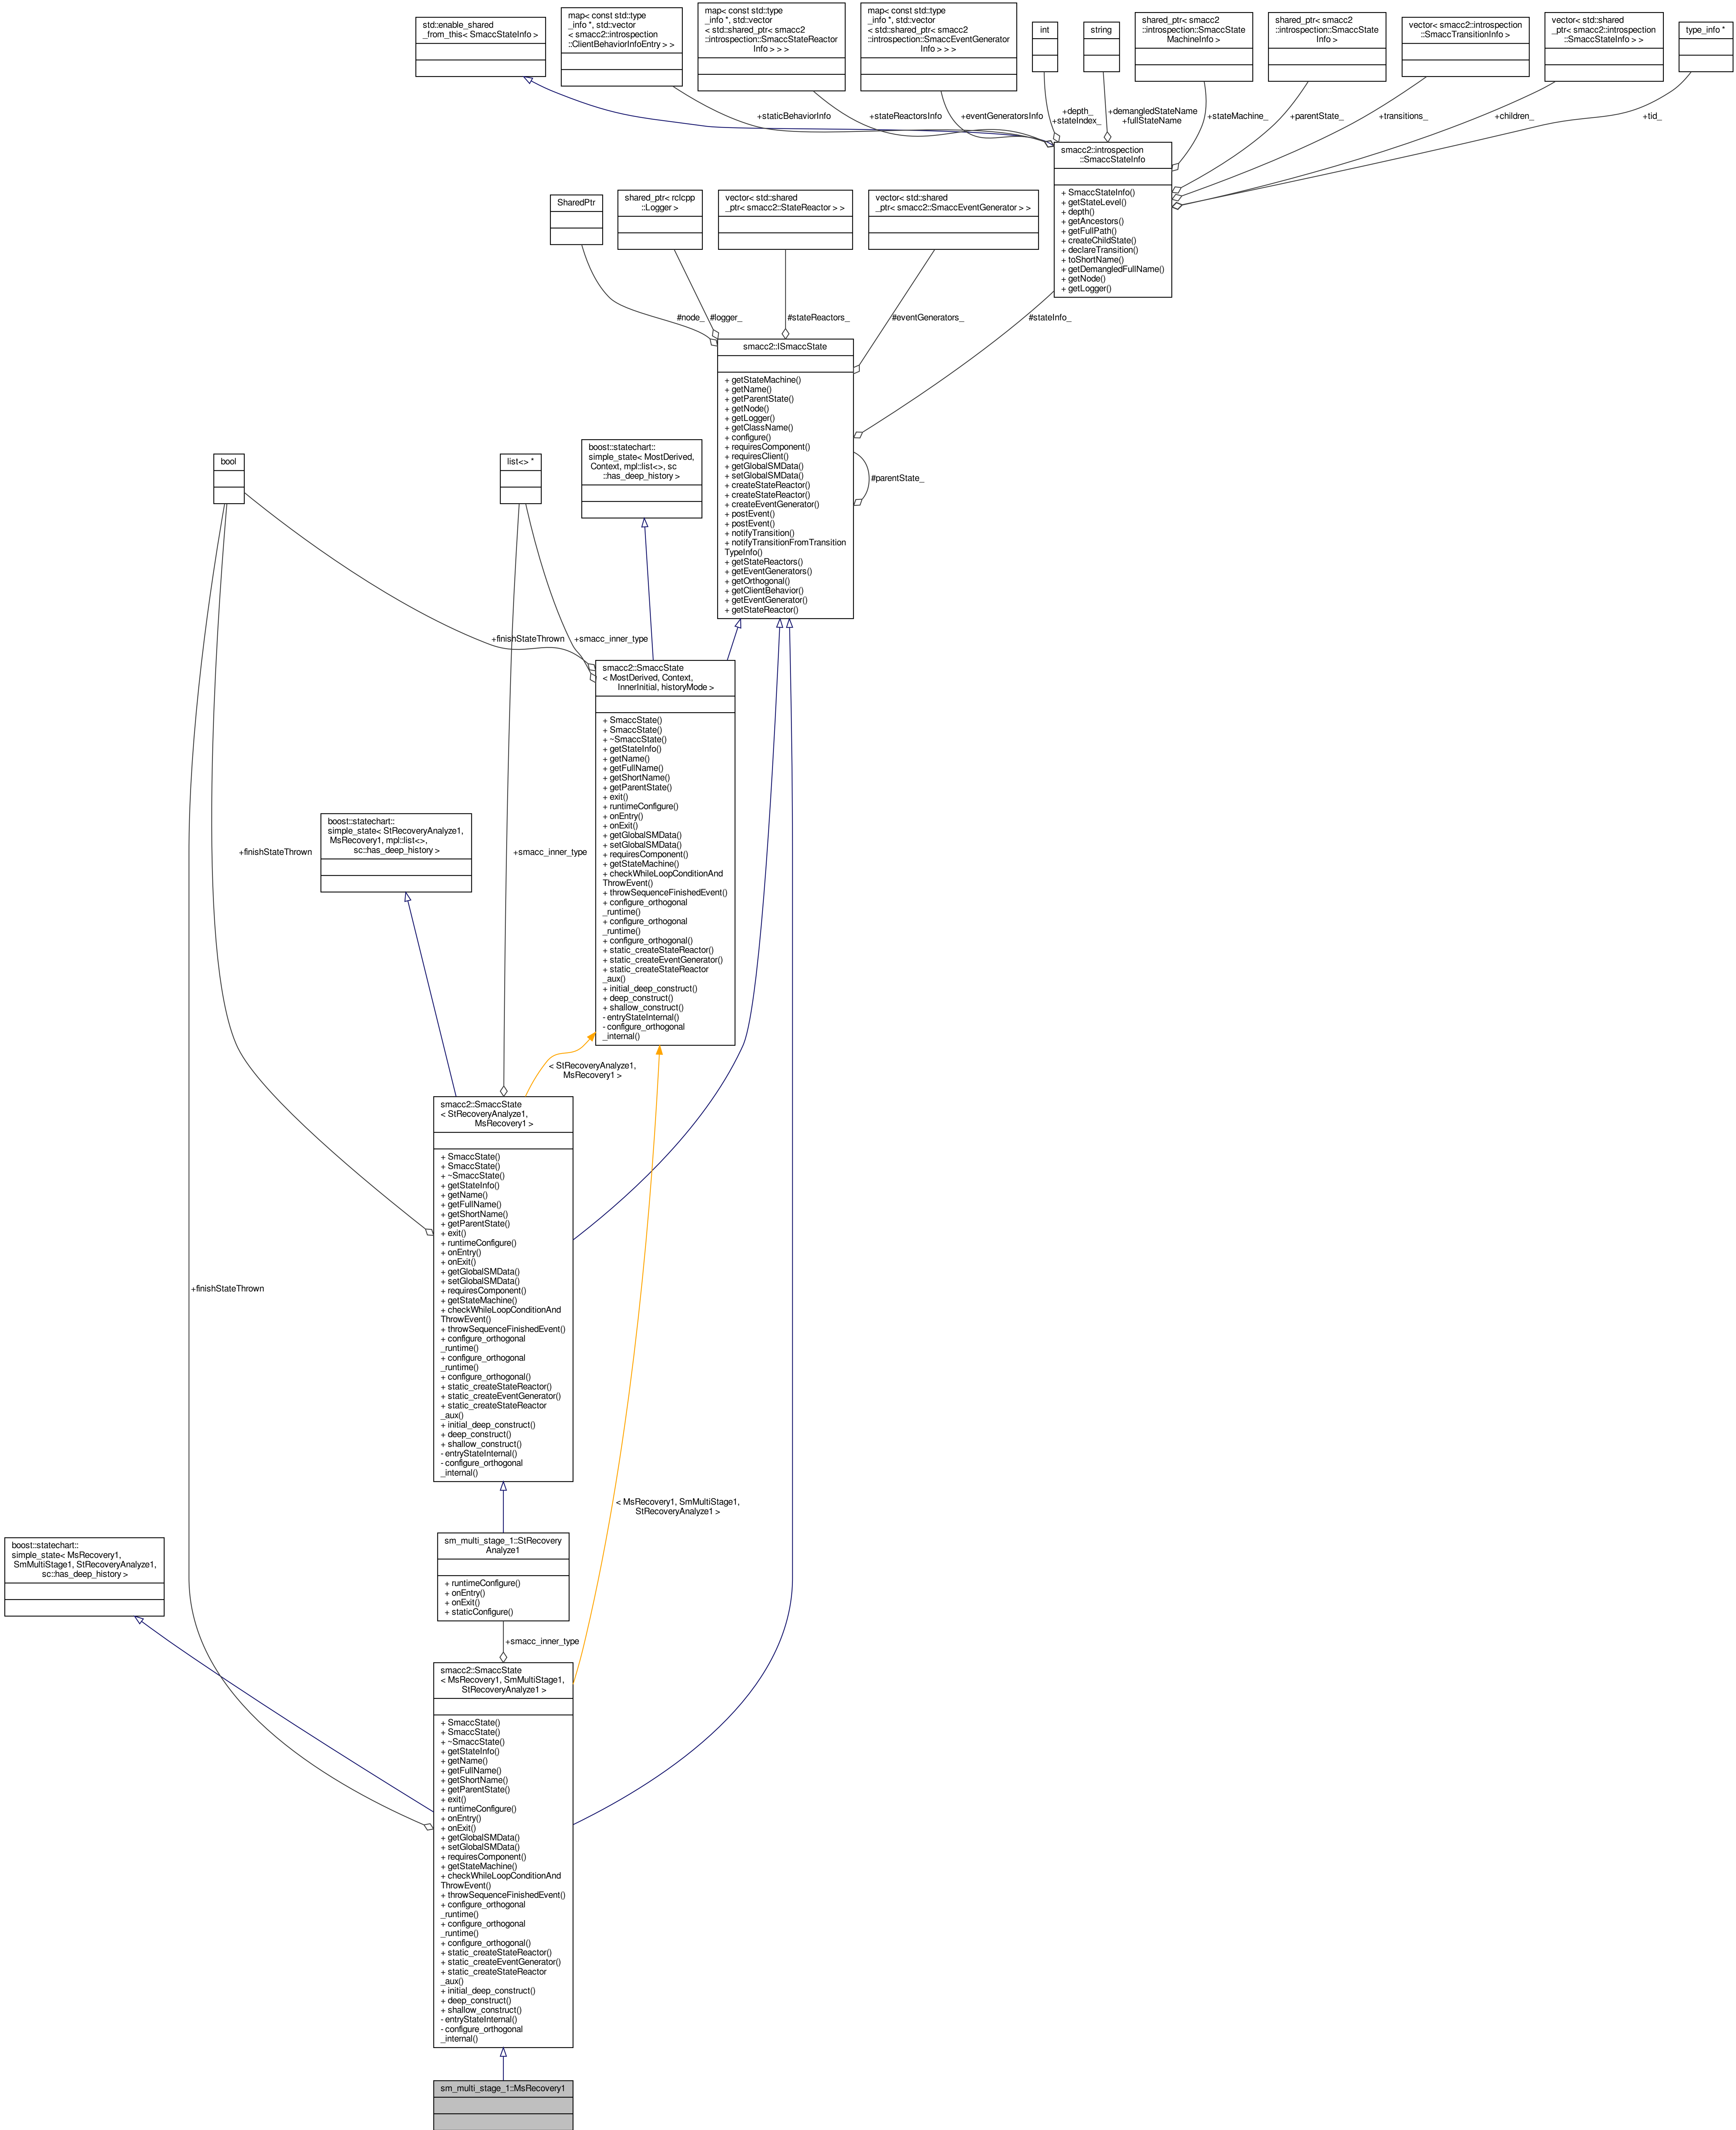 std::enable_shared
_from_this< SmaccStateInfo >
map< const std::type
_info *, std::vector
< smacc2::introspection
::ClientBehaviorInfoEntry > >
map< const std::type
_info *, std::vector
< std::shared_ptr< smacc2
::introspection::SmaccStateReactor
Info > > >
map< const std::type
_info *, std::vector
< std::shared_ptr< smacc2
::introspection::SmaccEventGenerator
Info > > >
int
string
shared_ptr< smacc2
::introspection::SmaccState
MachineInfo >
shared_ptr< smacc2
::introspection::SmaccState
Info >
vector< smacc2::introspection
::SmaccTransitionInfo >
vector< std::shared
_ptr< smacc2::introspection
::SmaccStateInfo > >
type_info *
+staticBehaviorInfo
+stateReactorsInfo
+eventGeneratorsInfo
+depth_
+stateIndex_
+demangledStateName
+fullStateName
+stateMachine_
+parentState_
+transitions_
+children_
+tid_
smacc2::introspection
::SmaccStateInfo
+ SmaccStateInfo()
+ getStateLevel()
+ depth()
+ getAncestors()
+ getFullPath()
+ createChildState()
+ declareTransition()
+ toShortName()
+ getDemangledFullName()
+ getNode()
+ getLogger()
SharedPtr
shared_ptr< rclcpp
::Logger >
vector< std::shared
_ptr< smacc2::StateReactor > >
vector< std::shared
_ptr< smacc2::SmaccEventGenerator > >
#node_
#logger_
#stateReactors_
#eventGenerators_
#stateInfo_
smacc2::ISmaccState
+ getStateMachine()
+ getName()
+ getParentState()
+ getNode()
+ getLogger()
+ getClassName()
+ configure()
+ requiresComponent()
+ requiresClient()
+ getGlobalSMData()
+ setGlobalSMData()
+ createStateReactor()
+ createStateReactor()
+ createEventGenerator()
+ postEvent()
+ postEvent()
+ notifyTransition()
+ notifyTransitionFromTransition
TypeInfo()
+ getStateReactors()
+ getEventGenerators()
+ getOrthogonal()
+ getClientBehavior()
+ getEventGenerator()
+ getStateReactor()
#parentState_
bool
list<> *
boost::statechart::
simple_state< MostDerived,
Context, mpl::list<>, sc
::has_deep_history >
+finishStateThrown
+smacc_inner_type
smacc2::SmaccState
< MostDerived, Context,
InnerInitial, historyMode >
+ SmaccState()
+ SmaccState()
+ ~SmaccState()
+ getStateInfo()
+ getName()
+ getFullName()
+ getShortName()
+ getParentState()
+ exit()
+ runtimeConfigure()
+ onEntry()
+ onExit()
+ getGlobalSMData()
+ setGlobalSMData()
+ requiresComponent()
+ getStateMachine()
+ checkWhileLoopConditionAnd
ThrowEvent()
+ throwSequenceFinishedEvent()
+ configure_orthogonal
_runtime()
+ configure_orthogonal
_runtime()
+ configure_orthogonal()
+ static_createStateReactor()
+ static_createEventGenerator()
+ static_createStateReactor
_aux()
+ initial_deep_construct()
+ deep_construct()
+ shallow_construct()
- entryStateInternal()
- configure_orthogonal
_internal()
boost::statechart::
simple_state< StRecoveryAnalyze1,
MsRecovery1, mpl::list<>,
sc::has_deep_history >
+finishStateThrown
+smacc_inner_type
< StRecoveryAnalyze1,
MsRecovery1 >
smacc2::SmaccState
< StRecoveryAnalyze1,
MsRecovery1 >
+ SmaccState()
+ SmaccState()
+ ~SmaccState()
+ getStateInfo()
+ getName()
+ getFullName()
+ getShortName()
+ getParentState()
+ exit()
+ runtimeConfigure()
+ onEntry()
+ onExit()
+ getGlobalSMData()
+ setGlobalSMData()
+ requiresComponent()
+ getStateMachine()
+ checkWhileLoopConditionAnd
ThrowEvent()
+ throwSequenceFinishedEvent()
+ configure_orthogonal
_runtime()
+ configure_orthogonal
_runtime()
+ configure_orthogonal()
+ static_createStateReactor()
+ static_createEventGenerator()
+ static_createStateReactor
_aux()
+ initial_deep_construct()
+ deep_construct()
+ shallow_construct()
- entryStateInternal()
- configure_orthogonal
_internal()
+finishStateThrown
< MsRecovery1, SmMultiStage1,
StRecoveryAnalyze1 >
sm_multi_stage_1::StRecovery
Analyze1
+ runtimeConfigure()
+ onEntry()
+ onExit()
+ staticConfigure()
boost::statechart::
simple_state< MsRecovery1,
SmMultiStage1, StRecoveryAnalyze1,
sc::has_deep_history >
+smacc_inner_type
smacc2::SmaccState
< MsRecovery1, SmMultiStage1,
StRecoveryAnalyze1 >
+ SmaccState()
+ SmaccState()
+ ~SmaccState()
+ getStateInfo()
+ getName()
+ getFullName()
+ getShortName()
+ getParentState()
+ exit()
+ runtimeConfigure()
+ onEntry()
+ onExit()
+ getGlobalSMData()
+ setGlobalSMData()
+ requiresComponent()
+ getStateMachine()
+ checkWhileLoopConditionAnd
ThrowEvent()
+ throwSequenceFinishedEvent()
+ configure_orthogonal
_runtime()
+ configure_orthogonal
_runtime()
+ configure_orthogonal()
+ static_createStateReactor()
+ static_createEventGenerator()
+ static_createStateReactor
_aux()
+ initial_deep_construct()
+ deep_construct()
+ shallow_construct()
- entryStateInternal()
- configure_orthogonal
_internal()
sm_multi_stage_1::MsRecovery1